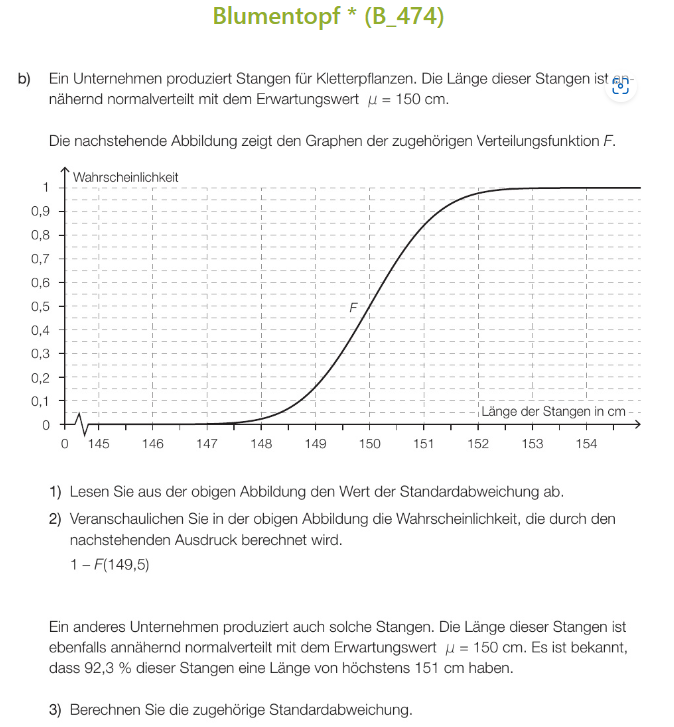 Blumentopf * (B_474)
b) Ein Unternehmen produziert Stangen für Kletterpflanzen. Die Länge dieser Stangen ist an-
nähernd normalverteilt mit dem Erwartungswert μ = 150 cm.
Die nachstehende Abbildung zeigt den Graphen der zugehörigen Verteilungsfunktion F.
Wahrscheinlichkeit
1
0,9
0,8
0,7
0,6
0,5
F
0,4
0,3
0,2
0,1
Länge der Stangen in cm
0
0 145 146 147 148 149 150 151 152 153 154
1) Lesen Sie aus der obigen Abbildung den Wert der Standardabweichung ab.
2) Veranschaulichen Sie in der obigen Abbildung die Wahrscheinlichkeit, die durch den
nachstehenden Ausdruck berechnet wird.
1 – F(149,5)
Ein anderes Unternehmen produziert auch solche Stangen. Die Länge dieser Stangen ist
ebenfalls annähernd normalverteilt mit dem Erwartungswert μ = 150 cm. Es ist bekannt,
dass 92,3 % dieser Stangen eine Länge von höchstens 151 cm haben.
3) Berechnen Sie die zugehörige Standardabweichung.